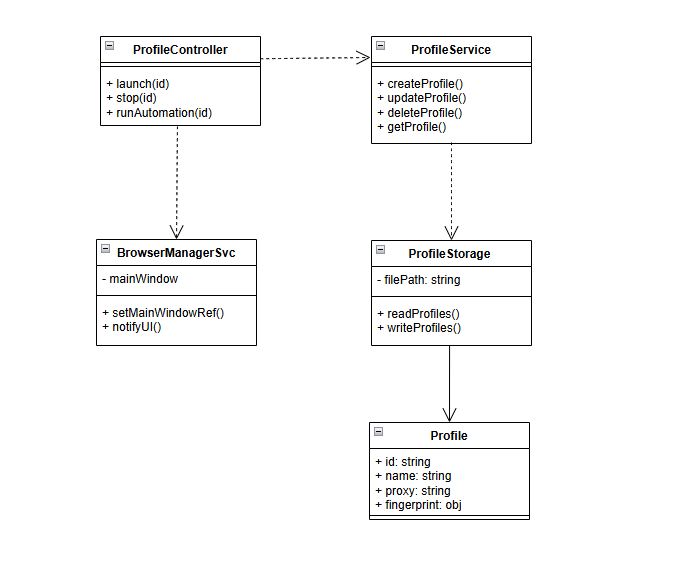 ProfileController
+ launch(id)
+ stop(id)
+ runAutomation(id)
ProfileService
+ createProfile()
+ updateProfile()
+ deleteProfile()
+ getProfile()
BrowserManagerSvc
- mainWindow
+ setMainWindowRef()
+ notifyUI()
ProfileStorage
- filePath: string
+ readProfiles()
+ writeProfiles()
Profile
+ id: string
+ name: string
+ proxy: string
+ fingerprint: obj